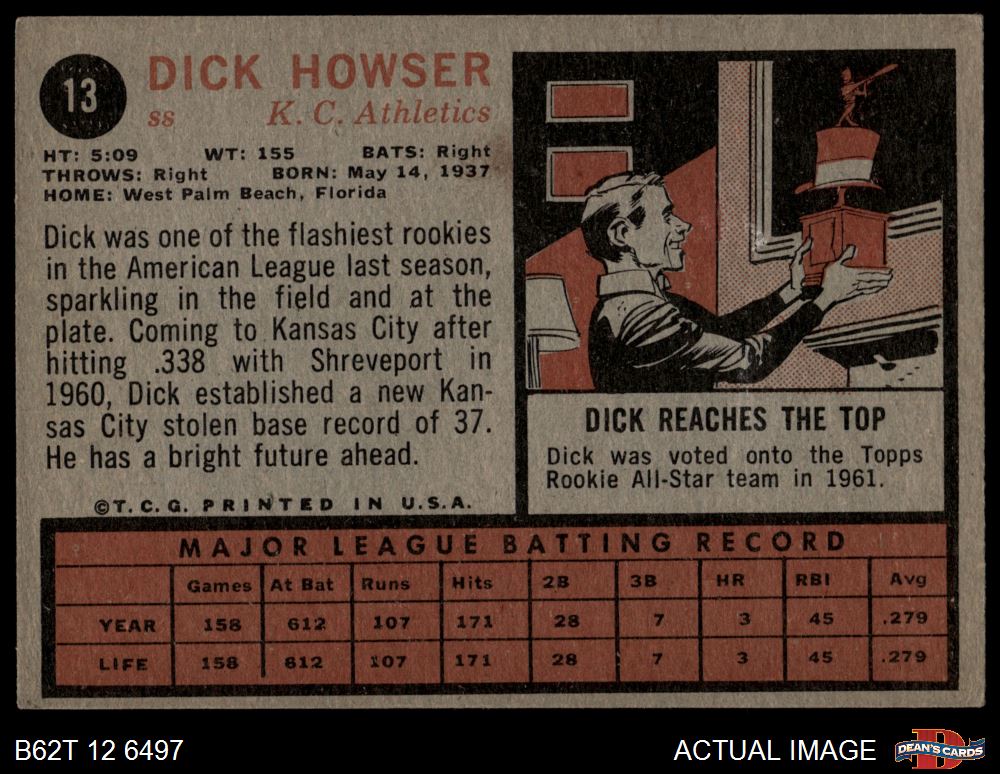 13
DICK HOWSER
ss
K. C. Athletics
HT: 5:09 WT: 155 BATS: Right
THROWS: Right BORN: May 14, 1937
HOME: West Palm Beach, Florida
Dick was one of the flashiest rookies
in the American League last season,
sparkling in the field and at the
plate. Coming to Kansas City after
hitting .338 with Shreveport in
1960, Dick established a new Kan-
sas City stolen base record of 37.
He has a bright future ahead.
©T. C. G. PRINTED IN U.S.A.
DICK REACHES THE TOP
Dick was voted onto the Topps
Rookie All-Star team in 1961.
MAJOR LEAGUE BATTING RECORD
Games At Bat Runs Hits 2B 3B HR RBI Avg
YEAR 158 612 107 171 28 7 3 45 .279
LIFE 158 612 107 171 28 7 3 45 .279
B62T 12 6497
ACTUAL IMAGE
D
DEAN'S CARDS